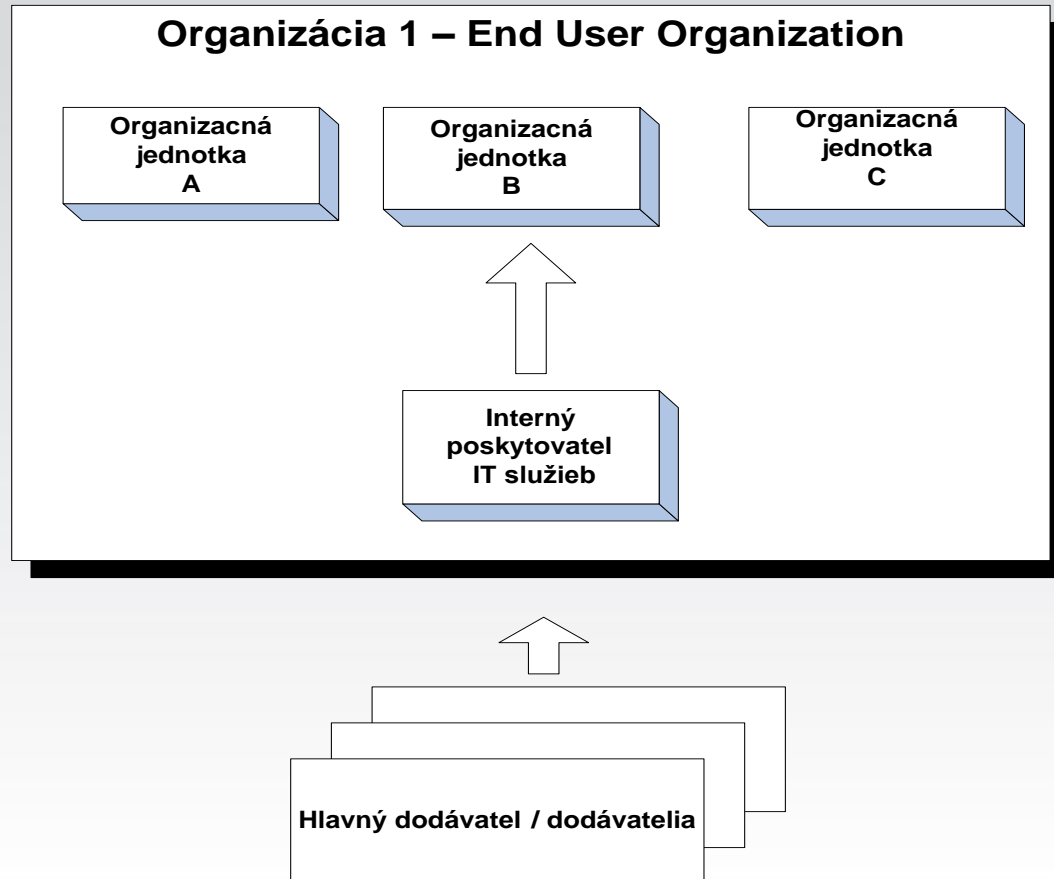 Organizácia 1 – End User Organization
Organizacná
jednotka
A
Organizacná
jednotka
B
Organizacná
jednotka
C
Interný
poskytovatel
IT služieb
Hlavný dodávatel / dodávatelia